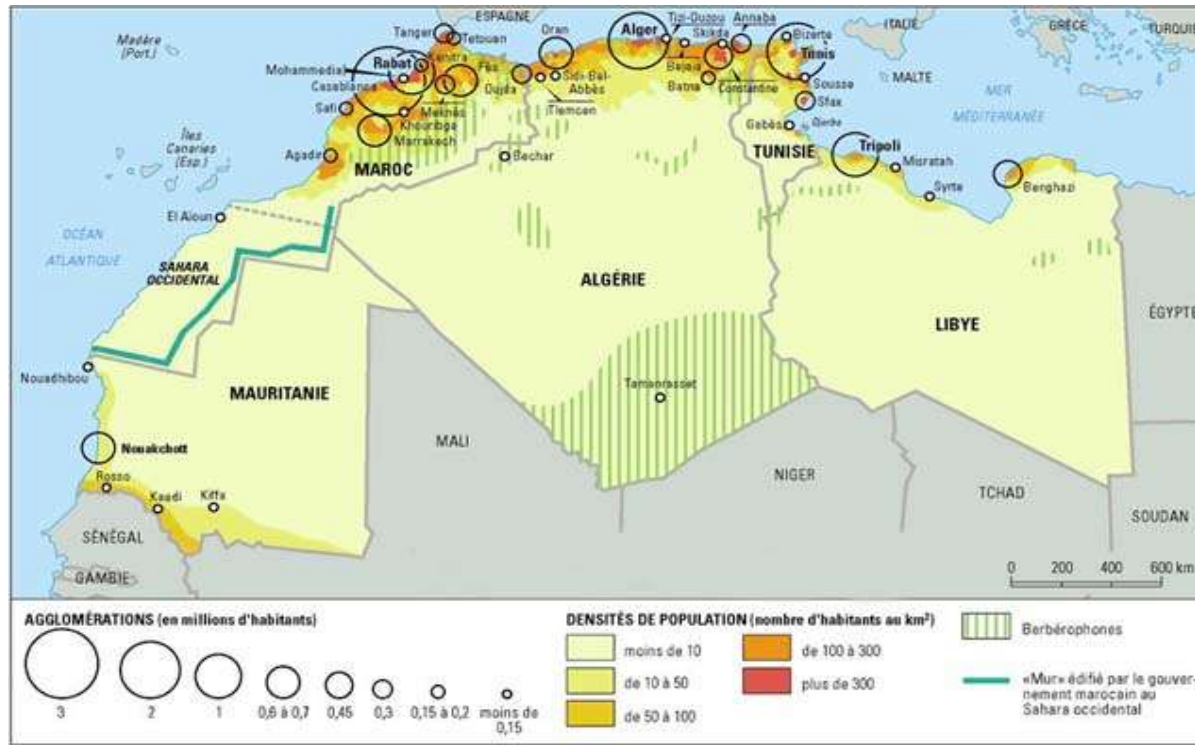 ESPAGNE
ITALIE
GRÈCE
TURQUIE
Madère
(Port.)
Tanger
Tetouan
Oran
Alger
Tizi-Ouzou
Annaba
Skikda
Bizerte
Tunis
Rabat
Kenitra
Mohammedia
Casablanca
Fès
Oujda
Sidi-Bel-
Abbès
Tlemcen
Bejaia
Batna
Constantine
Sousse
MALTE
Safi
Meknès
Khouribga
Marrakech
Sfax
Gabès
Djerba
MER
MÉDITERRANÉE
Îles
Canaries
(Esp.)
Agadir
MAROC
Bechar
TUNISIE
Tripoli
Misratah
Syrte
Benghazi
El Aïoun
OCÉAN
ATLANTIQUE
SAHARA
OCCIDENTAL
ALGÉRIE
LIBYE
ÉGYPTE
Nouadhibou
MAURITANIE
Tamanrasset
MALI
Nouakchott
NIGER
TCHAD
SOUDAN
Rosso
Kaedi
Kiffa
SÉNÉGAL
GAMBIE
0 200 400 600 km
AGGLOMÉRATIONS (en millions d'habitants)
3 2 1 0,6 à 0,7 0,45 0,3 0,15 à 0,2 moins de
0,15
DENSITÉS DE POPULATION (nombre d'habitants au km²)
moins de 10
de 10 à 50
de 50 à 100
de 100 à 300
plus de 300
Berbérophones
«Mur» édifié par le gouver-
nement marocain au
Sahara occidental